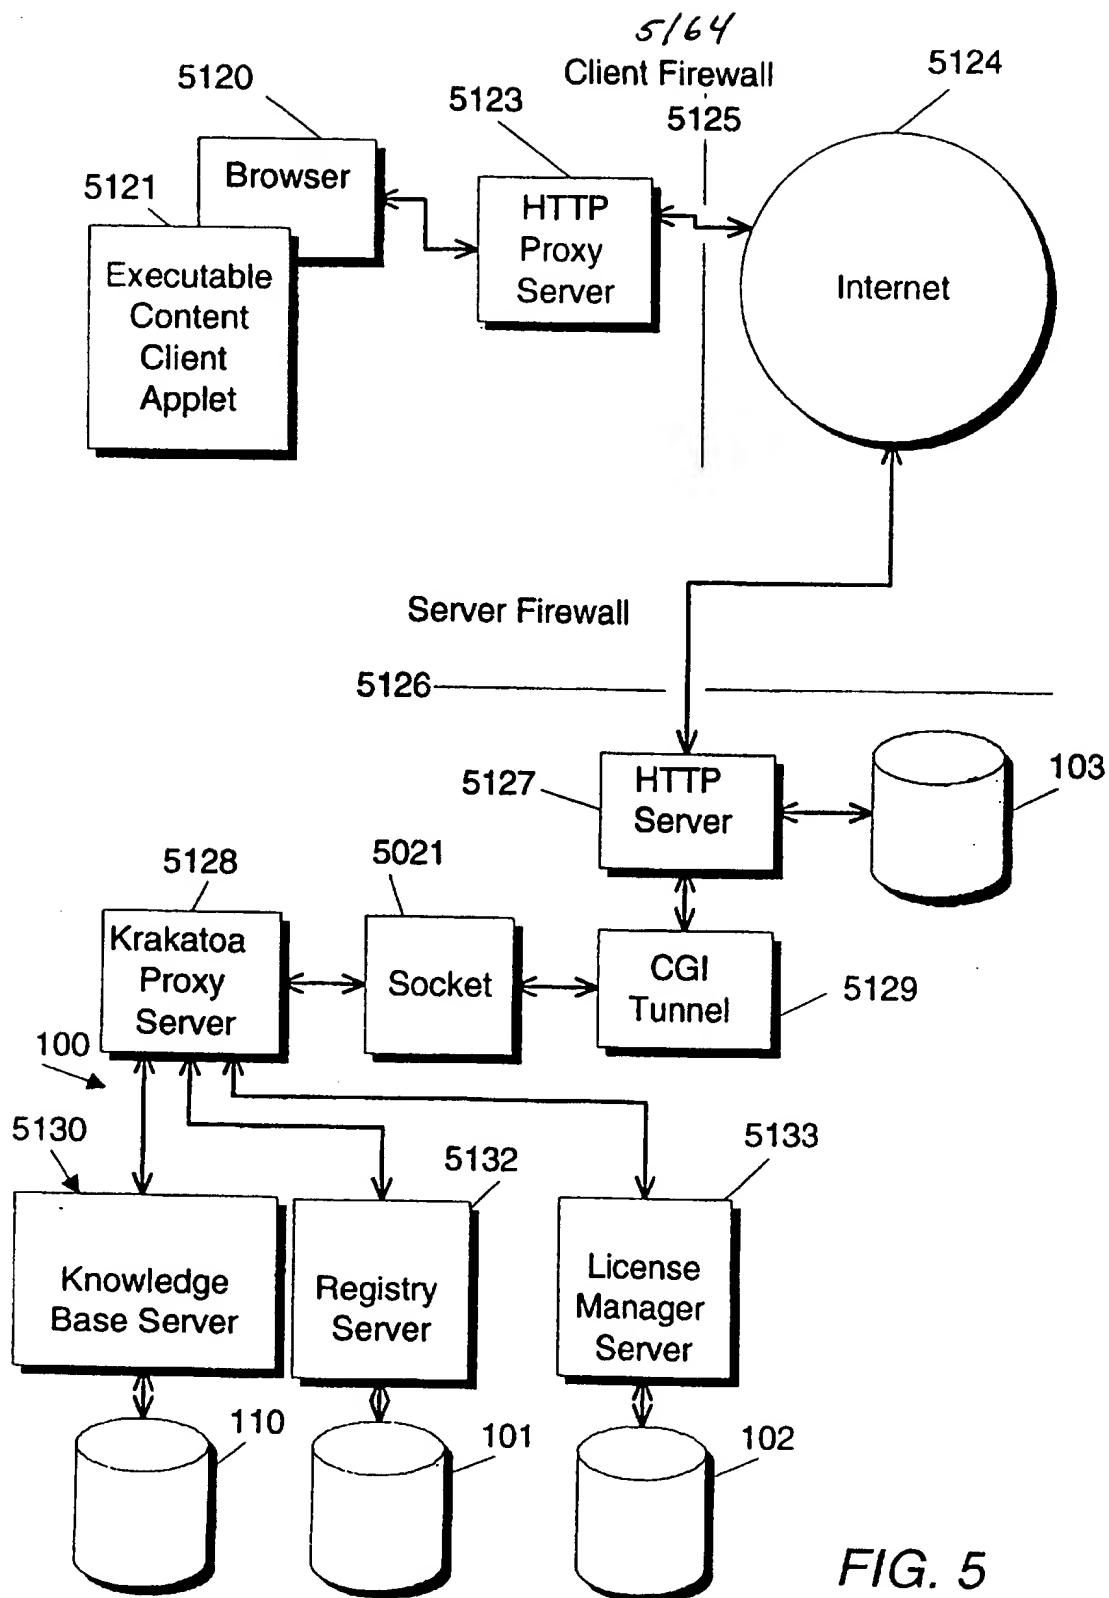 5/64
Client Firewall
5120
5123
5125
5124
5121
Browser
HTTP
Proxy
Server
Executable
Content
Client
Applet
Internet
Server Firewall
5126
5127
HTTP
Server
103
5128
5021
Krakatoa
Proxy
Server
Socket
CGI
Tunnel
5129
100
5130
5132
5133
Knowledge
Base Server
Registry
Server
License
Manager
Server
110
101
102
FIG. 5